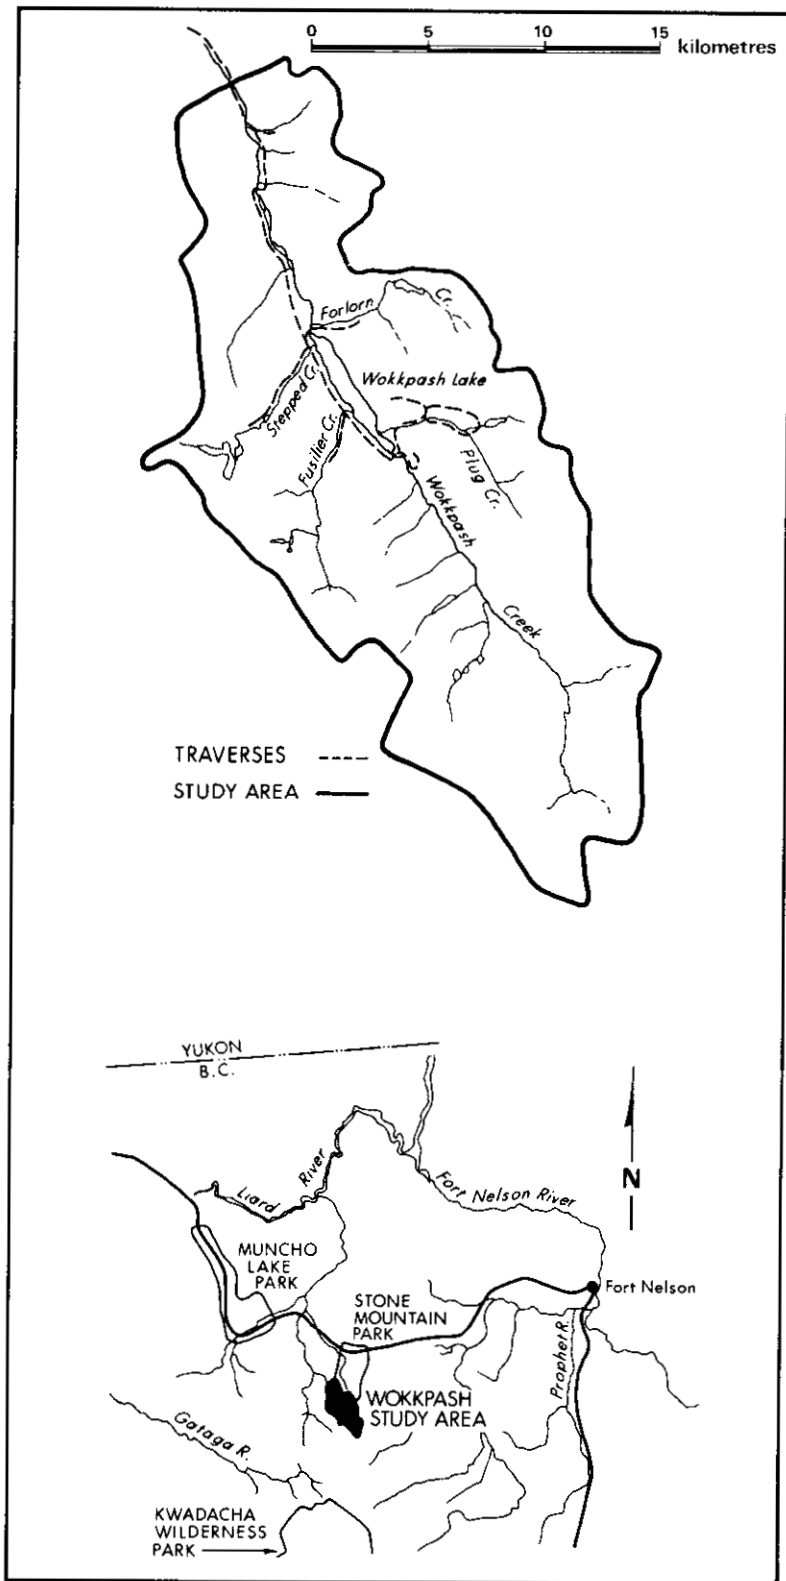 0 5 10 15
kilometres
Forlorn Cr.
Wokkpash Lake
Stepped Cr.
Fusilier Cr.
Plug Cr.
Wokkpash Creek
TRAVERSES
STUDY AREA
YUKON
B.C.
Liard River
Fort Nelson River
N
MUNCHO
LAKE
PARK
Fort Nelson
STONE
MOUNTAIN
PARK
Prophet R.
WOKKPASH
STUDY AREA
Gataga R.
KWADACHA
WILDERNESS
PARK